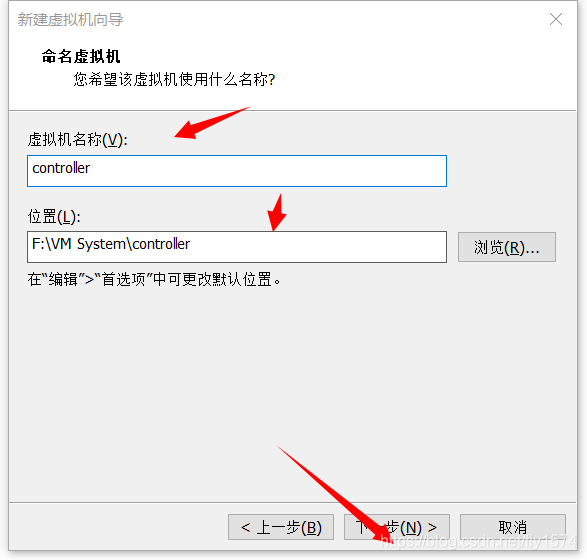 新建虚拟机向导
命名虚拟机
您希望该虚拟机使用什么名称?
虚拟机名称(V):
controller
位置(L):
F:\VM System\controller
浏览(R)...
在“编辑”>“首选项”中可更改默认位置。
< 上一步(B)
下一步(N) >
取消